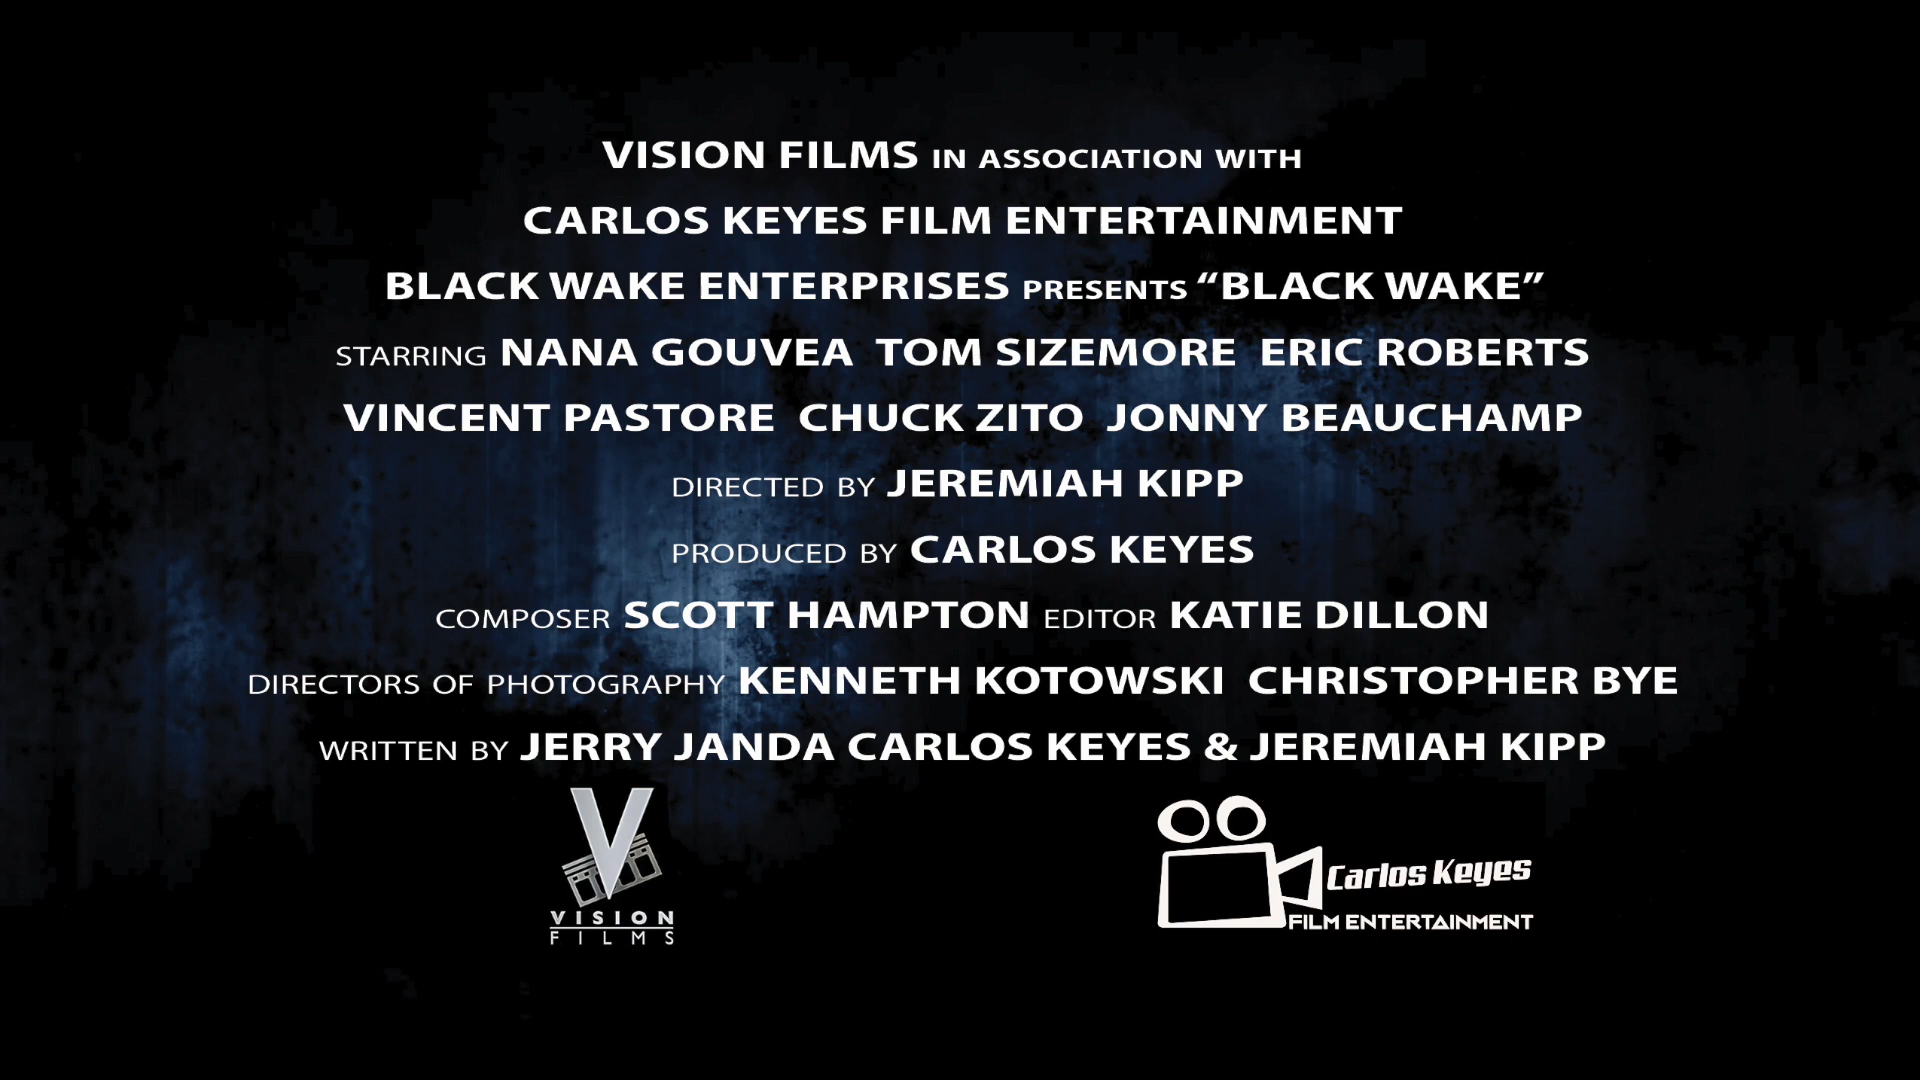 VISION FILMS IN ASSOCIATION WITH
CARLOS KEYES FILM ENTERTAINMENT
BLACK WAKE ENTERPRISES PRESENTS “BLACK WAKE”
STARRING NANA GOUVEA TOM SIZEMORE ERIC ROBERTS
VINCENT PASTORE CHUCK ZITO JONNY BEAUCHAMP
DIRECTED BY JEREMIAH KIPP
PRODUCED BY CARLOS KEYES
COMPOSER SCOTT HAMPTON EDITOR KATIE DILLON
DIRECTORS OF PHOTOGRAPHY KENNETH KOTOWSKI CHRISTOPHER BYE
WRITTEN BY JERRY JANDA CARLOS KEYES & JEREMIAH KIPP
V
VISION
FILMS
Carlos Keyes
FILM ENTERTAINMENT